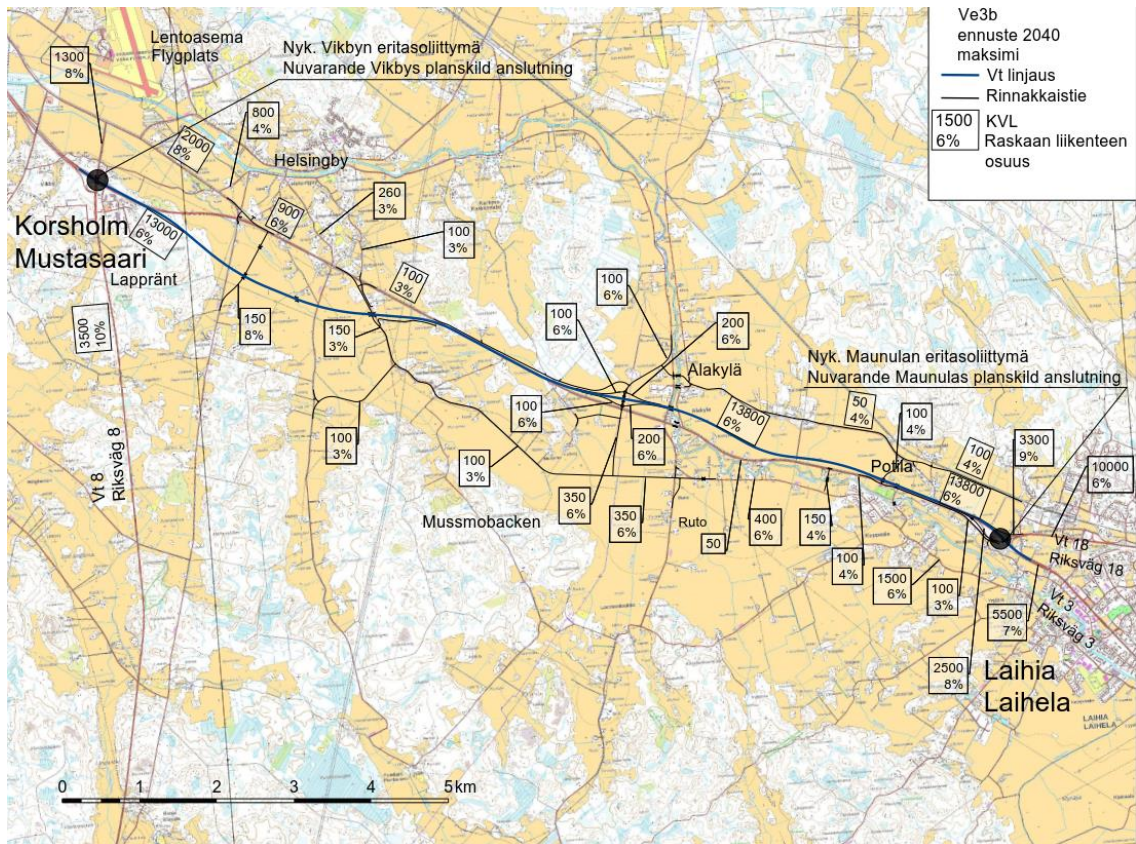 Ve3b
ennuste 2040
maksimi
Vt linjaus
Rinnakkaistie
1500
6%
KVL
Raskaan liikenteen
osuus
Lentoasema
Flygplats
Nyk. Vikbyn eritasoliittymä
Nuvarande Vikbys planskild anslutning
1300
8%
2000
8%
800
4%
Helsingby
260
3%
900
6%
100
3%
Korsholm
Mustasaari
13000
6%
Lappränt
100
3%
100
6%
3500
10%
150
8%
150
3%
100
6%
200
6%
Nyk. Maunulan eritasoliittymä
Nuvarande Maunulas planskild anslutning
Alakylä
Vt 8
Riksväg 8
100
3%
100
6%
13800
6%
50
4%
100
4%
100
4%
3300
9%
10000
6%
100
3%
200
6%
Potila
13800
6%
350
6%
350
6%
Mussmobacken
Ruto
50
400
6%
150
4%
100
4%
1500
6%
100
3%
Vt 18
Riksväg 18
Vt 3
Riksväg 3
5500
7%
2500
8%
Laihia
Laihela
LAIHIA
LAIHELA
0 1 2 3 4 5 km